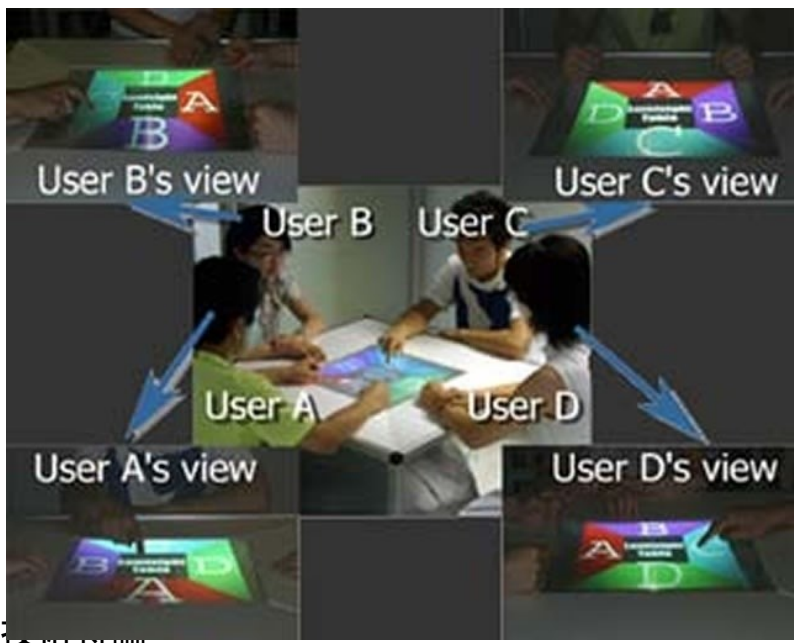 D
A
B
User B's view
A
D
B
C
User C's view
User B
User C
User A
User D
User A's view
B
D
A
User D's view
B
A
C
D